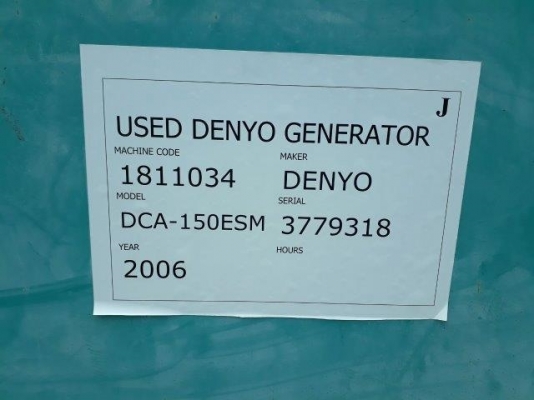 J
USED DENYO GENERATOR
MACHINE CODE MAKER
1811034 DENYO
MODEL SERIAL
DCA-150ESM 3779318
YEAR HOURS
2006